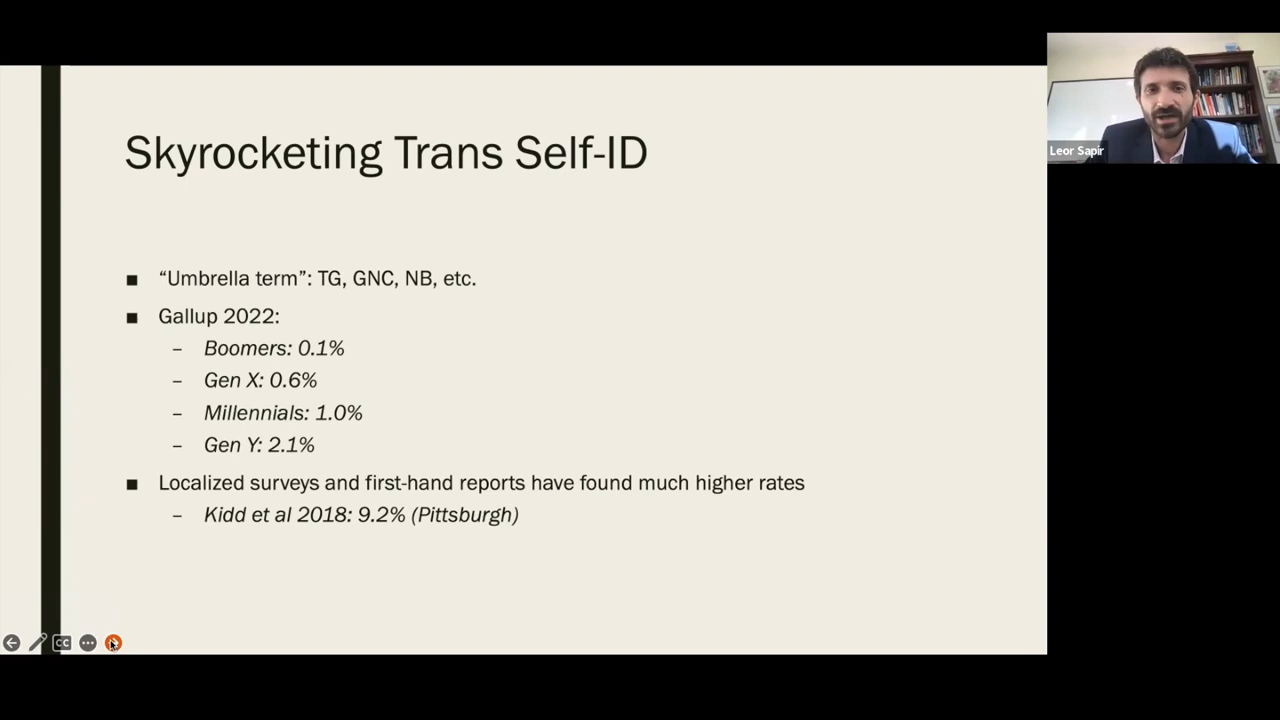 Skyrocketing Trans Self-ID
■ “Umbrella term”: TG, GNC, NB, etc.
■ Gallup 2022:
– Boomers: 0.1%
– Gen X: 0.6%
– Millennials: 1.0%
– Gen Y: 2.1%
■ Localized surveys and first-hand reports have found much higher rates
– Kidd et al 2018: 9.2% (Pittsburgh)
Leor Sapir
CC